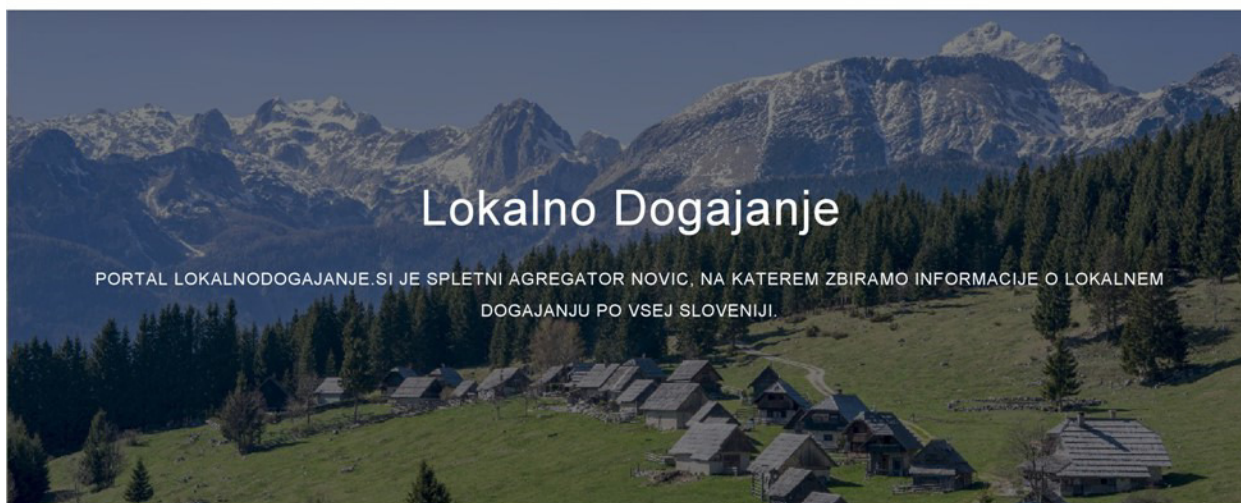 Lokalno Dogajanje
PORTAL LOKALNODOGAJANJE.SI JE SPLETNI AGREGATOR NOVIC, NA KATEREM ZBIRAMO INFORMACIJE O LOKALNEM
DOGAJANJU PO VSEJ SLOVENIJI.